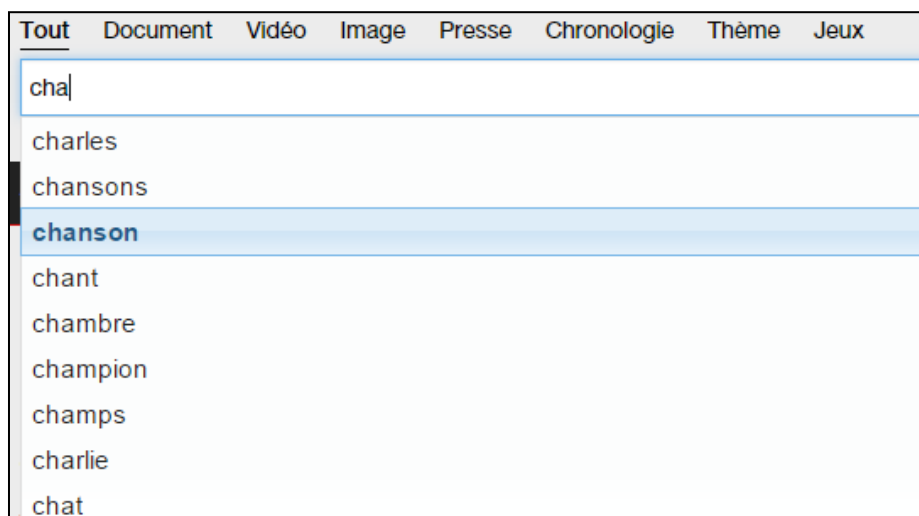 Tout Document Vidéo Image Presse Chronologie Thème Jeux
cha
charles
chansons
chanson
chant
chambre
champion
champs
charlie
chat